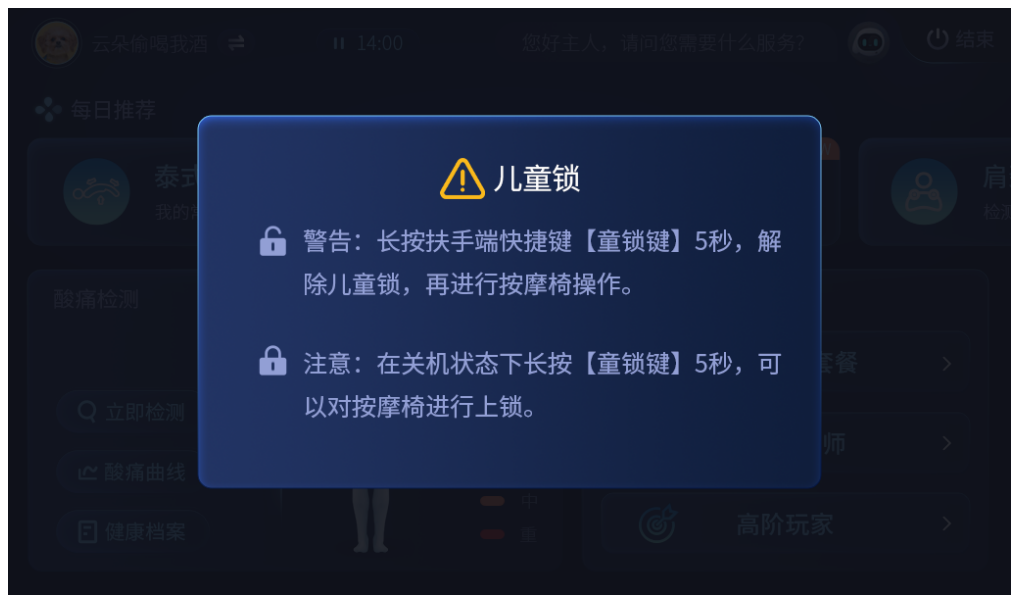 云朵偷喝我酒
14:00
您好主人，请问您需要什么服务?
结束
每日推荐
泰式
我的常
肩
检测
儿童锁
警告：长按扶手端快捷键【童锁键】5秒，解
除儿童锁，再进行按摩椅操作。
注意：在关机状态下长按【童锁键】5秒，可
以对按摩椅进行上锁。
酸痛检测
套餐
立即检测
师
酸痛曲线
中
健康档案
重
高阶玩家